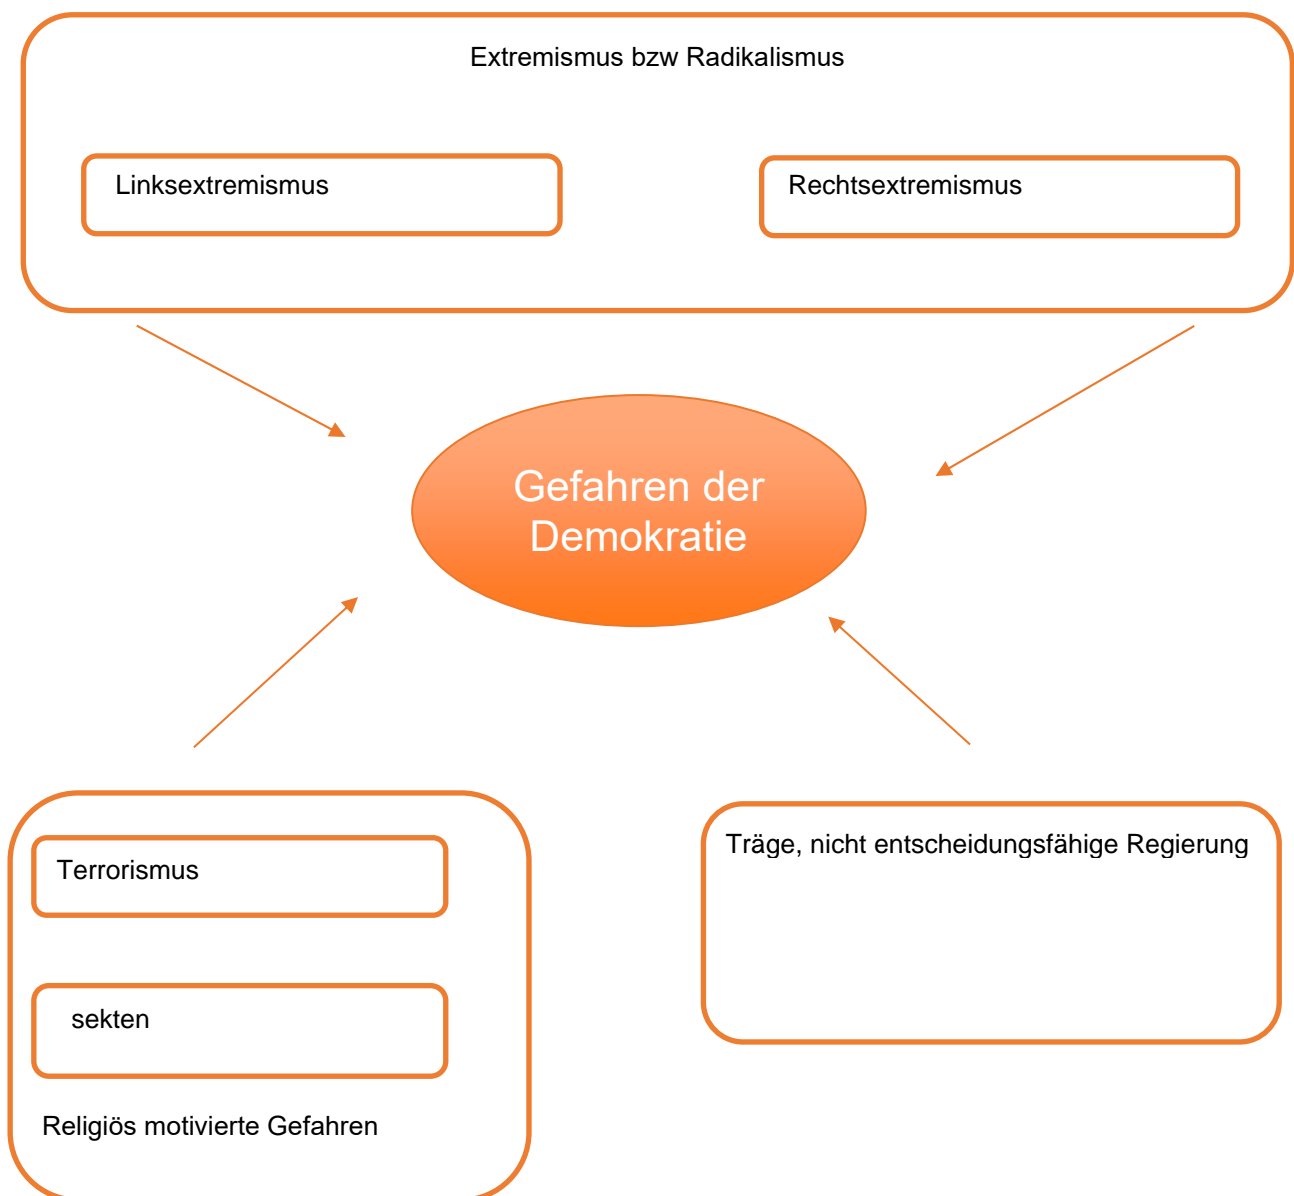 Extremismus bzw Radikalismus
Linksextremismus
Rechtsextremismus
Gefahren der
Demokratie
Terrorismus
sekten
Religiös motivierte Gefahren
Träge, nicht entscheidungsfähige Regierung